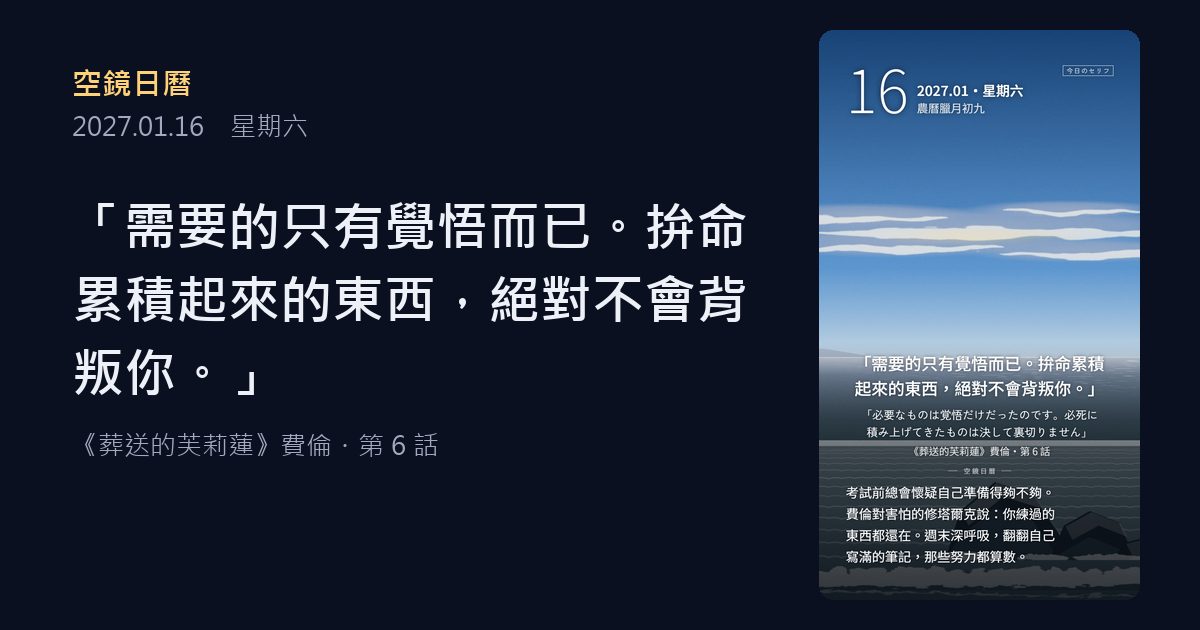 空鏡日曆
2027.01.16 星期六
「需要的只有覺悟而已。拚命
累積起來的東西，絕對不會背
叛你。」
《葬送的芙莉蓮》費倫．第 6 話
16
2027.01・星期六
農曆臘月初九
今日のセリフ
「需要的只有覺悟而已。拚命累積
起來的東西，絕對不會背叛你。」
「必要なものは覚悟だけだったのです。必死に
積み上げてきたものは決して裏切りません」
《葬送的芙莉蓮》費倫・第 6 話
— 空鏡日曆 —
考試前總會懷疑自己準備得夠不夠。
費倫對害怕的修塔爾克說：你練過的
東西都還在。週末深呼吸，翻翻自己
寫滿的筆記，那些努力都算數。